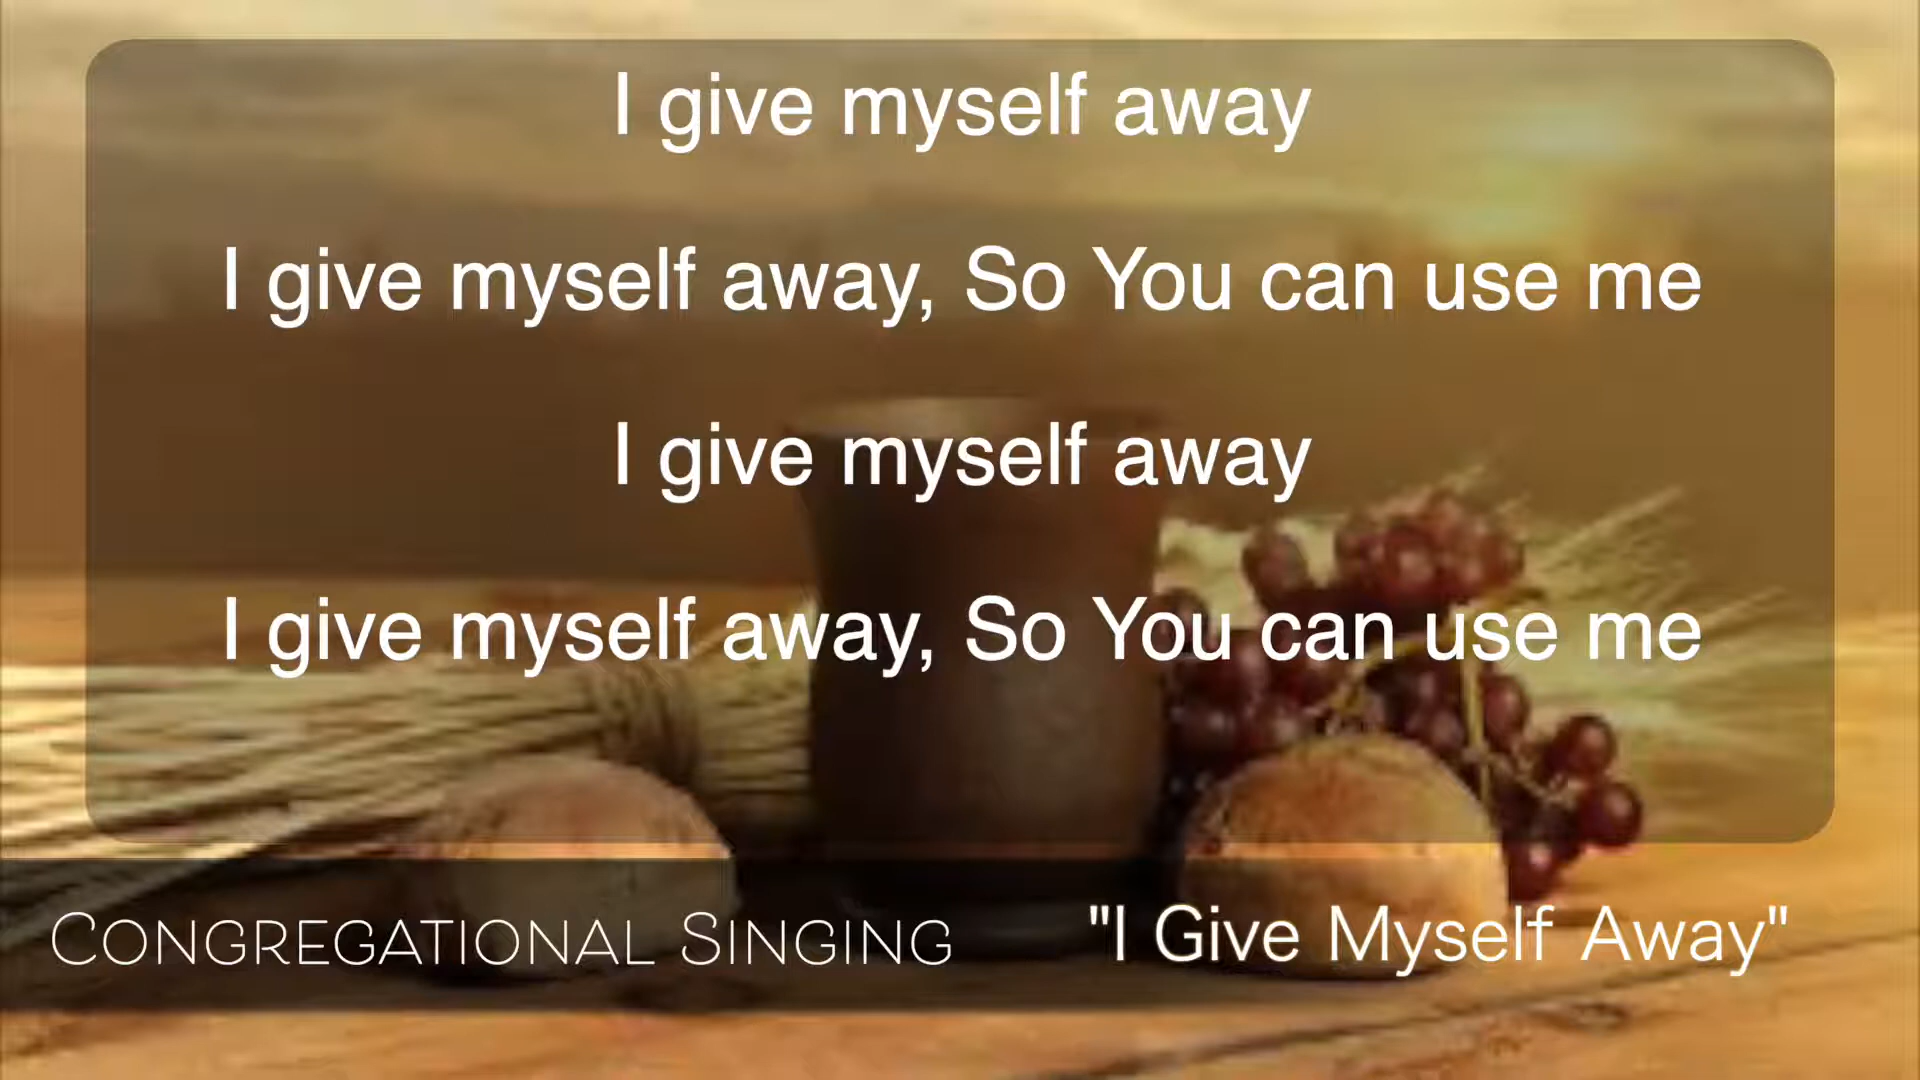 I give myself away
I give myself away, So You can use me
I give myself away
I give myself away, So You can use me
CONGREGATIONAL SINGING
"I Give Myself Away"